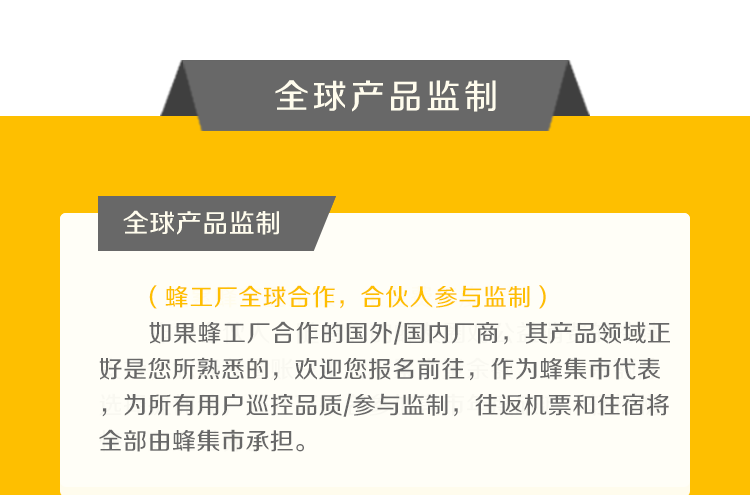 全球产品监制
全球产品监制
（蜂工厂全球合作，合伙人参与监制）
如果蜂工厂合作的国外/国内厂商，其产品领域正
好是您所熟悉的，欢迎您报名前往，作为蜂集市代表
，为所有用户巡控品质/参与监制，往返机票和住宿将
全部由蜂集市承担。